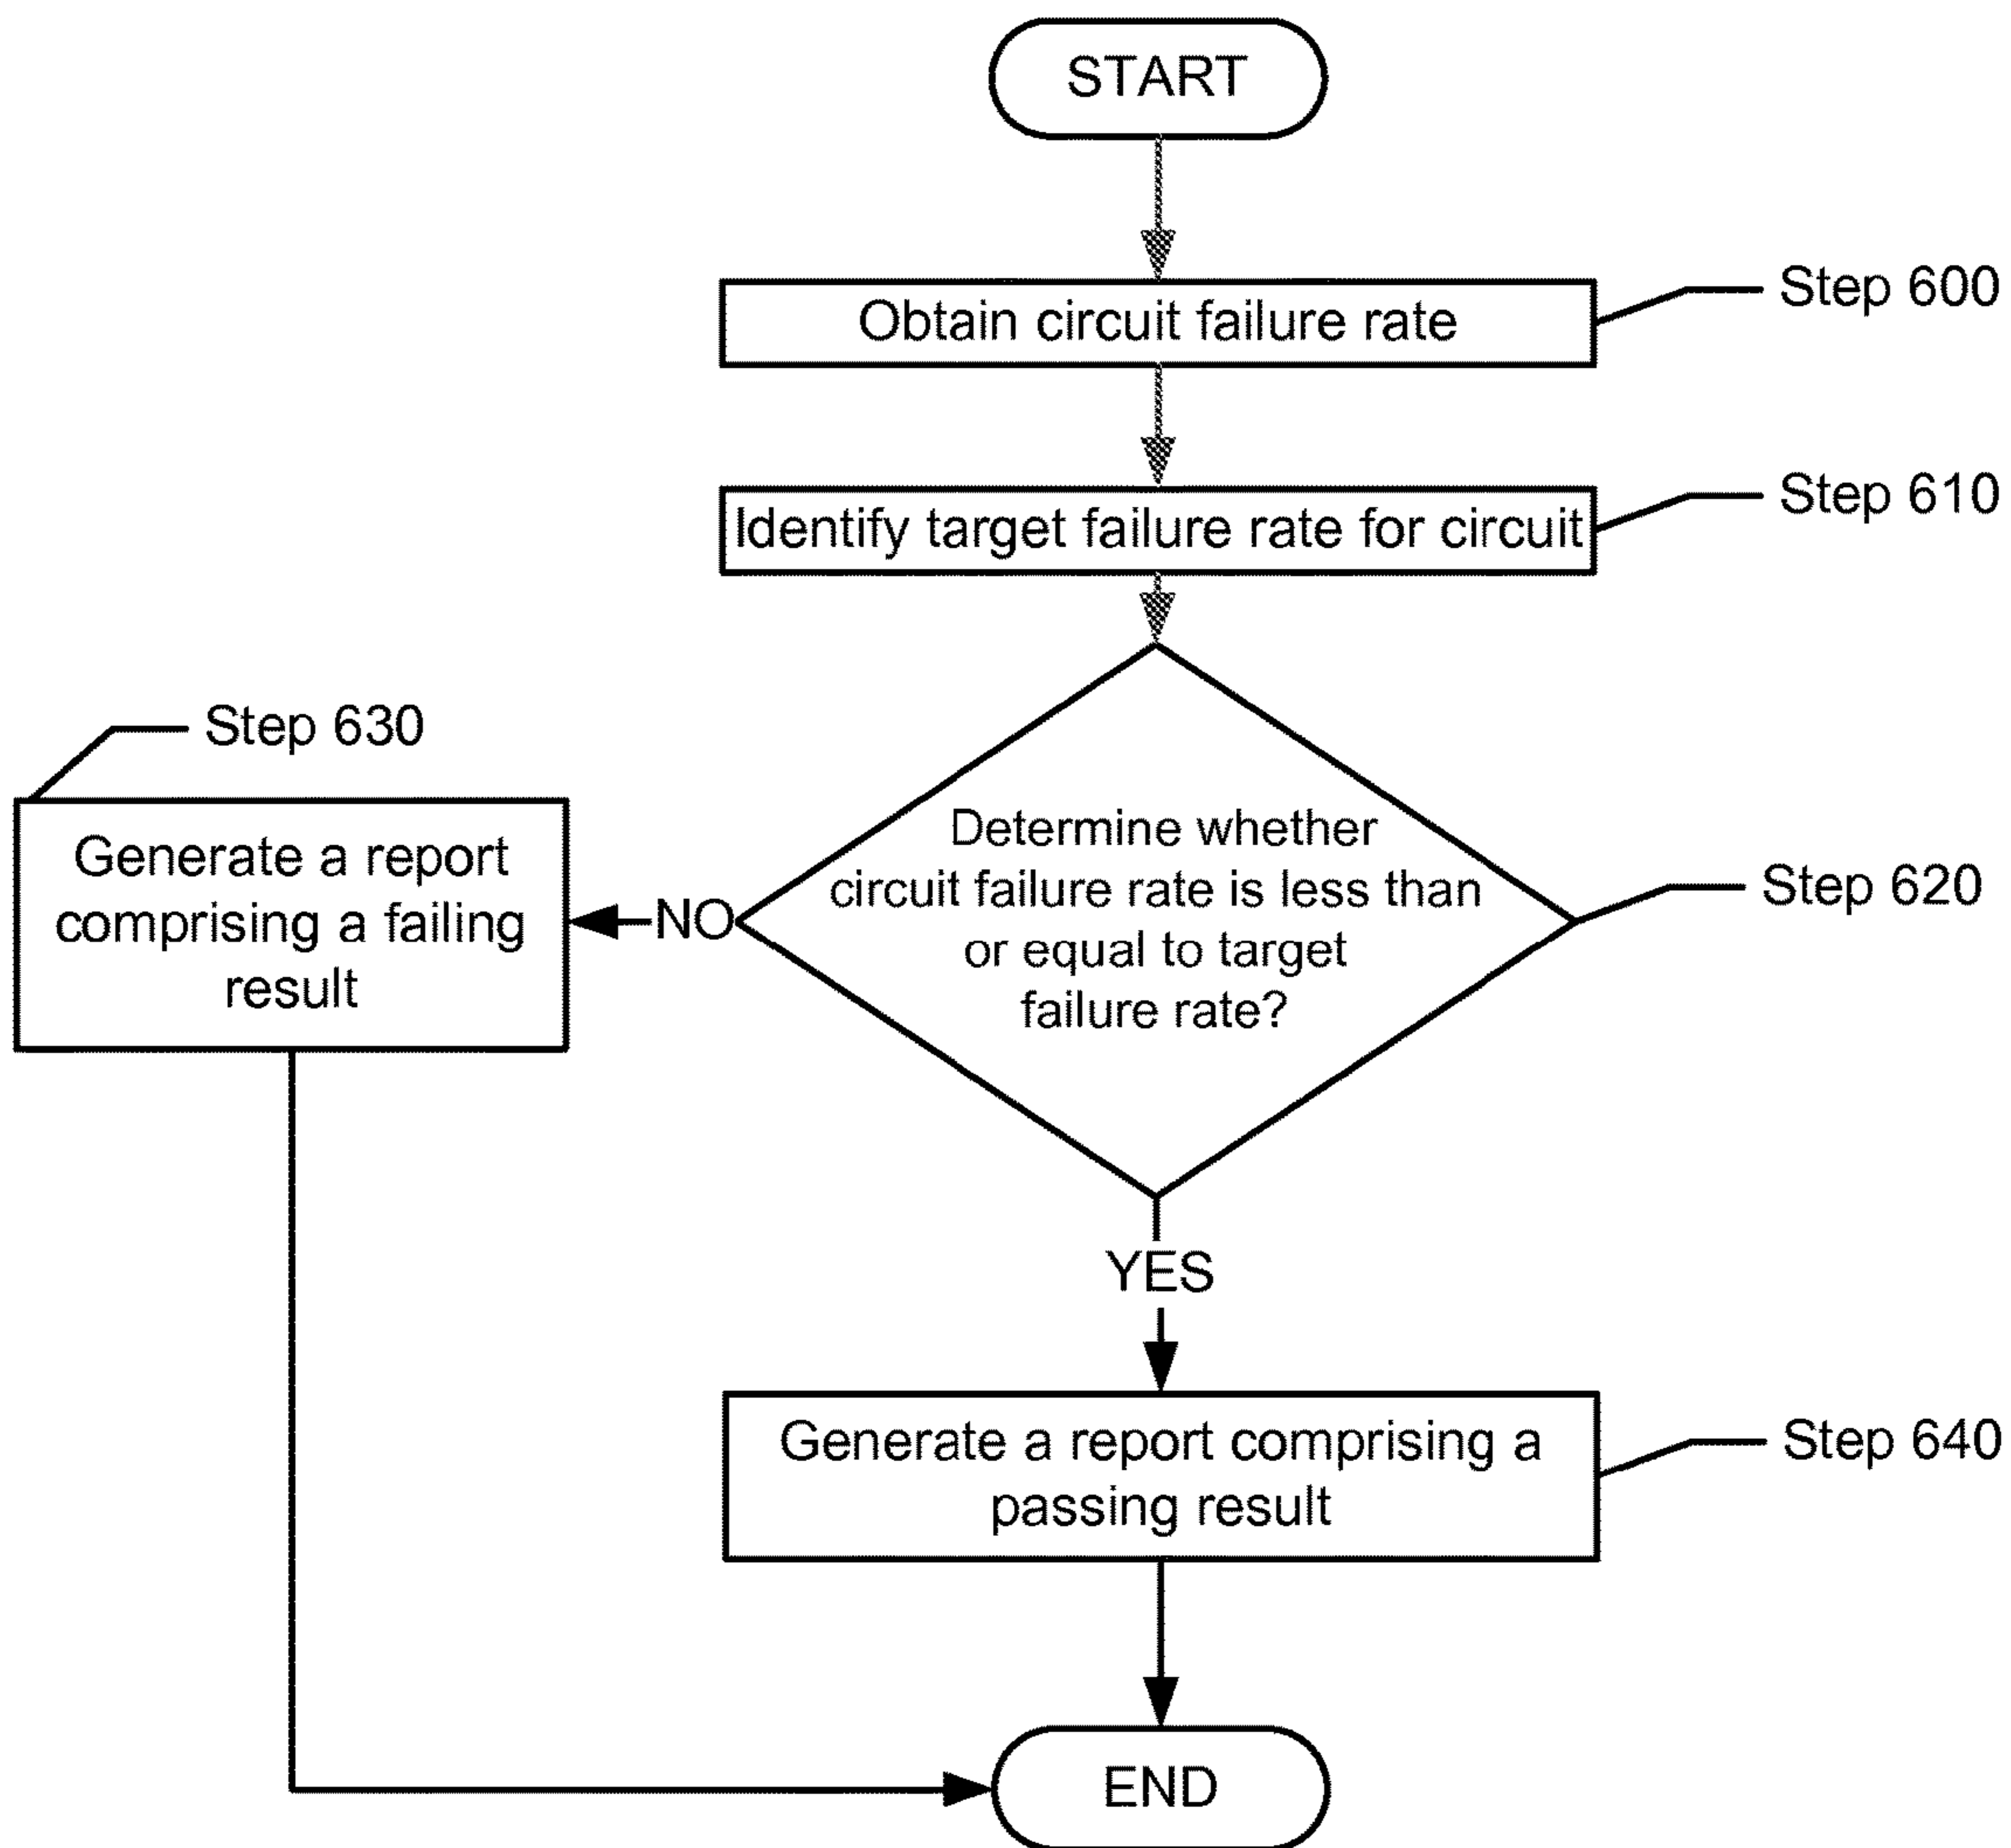 START
Obtain circuit failure rate
Step 600
Identify target failure rate for circuit
Step 610
Determine whether
circuit failure rate is less than
or equal to target
failure rate?
Step 620
NO
Step 630
Generate a report
comprising a failing
result
YES
Generate a report comprising a
passing result
Step 640
END